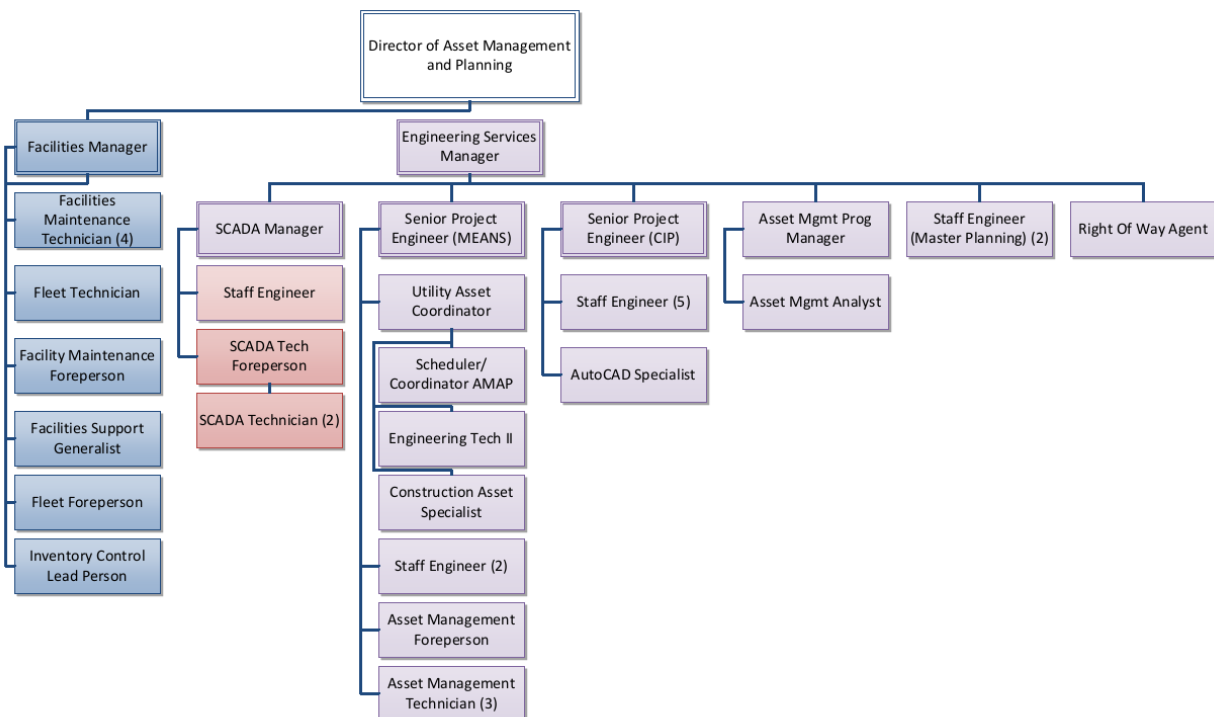 Director of Asset Management
and Planning
Facilities Manager
Engineering Services
Manager
Facilities
Maintenance
Technician (4)
Fleet Technician
Facility Maintenance
Foreperson
Facilities Support
Generalist
Fleet Foreperson
Inventory Control
Lead Person
SCADA Manager
Staff Engineer
SCADA Tech
Foreperson
SCADA Technician (2)
Senior Project
Engineer (MEANS)
Utility Asset
Coordinator
Scheduler/
Coordinator AMAP
Engineering Tech II
Construction Asset
Specialist
Staff Engineer (2)
Asset Management
Foreperson
Asset Management
Technician (3)
Senior Project
Engineer (CIP)
Staff Engineer (5)
AutoCAD Specialist
Asset Mgmt Prog
Manager
Asset Mgmt Analyst
Staff Engineer
(Master Planning) (2)
Right Of Way Agent